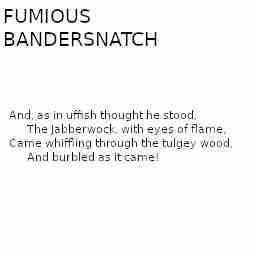 FUMIOUS
BANDERSNATCH
And, as in uffish thought he stood,
The Jabberwock, with eyes of flame,
Came whiffling through the tulgey wood,
And burbled as it came!